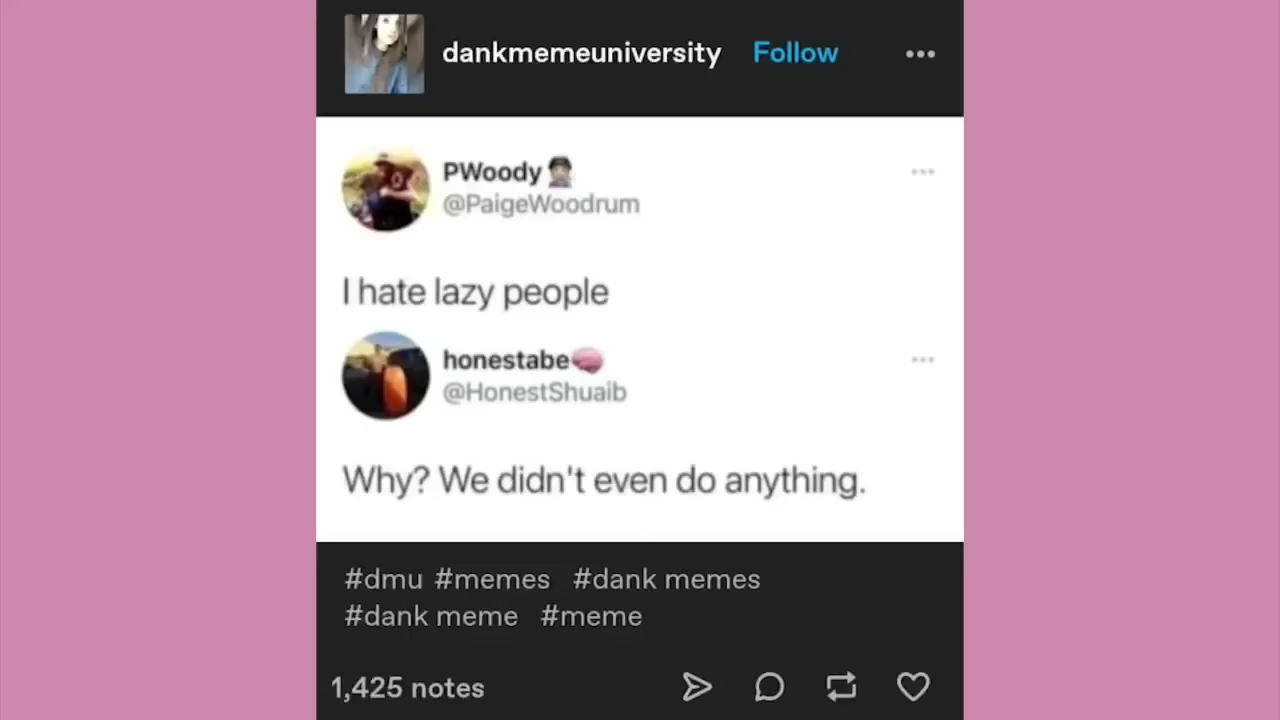 dankmemeuniversity Follow
PWoody
@PaigeWoodrum
I hate lazy people
honestabe
@HonestShuaib
Why? We didn't even do anything.
#dmu #memes #dank memes
#dank meme #meme
1,425 notes